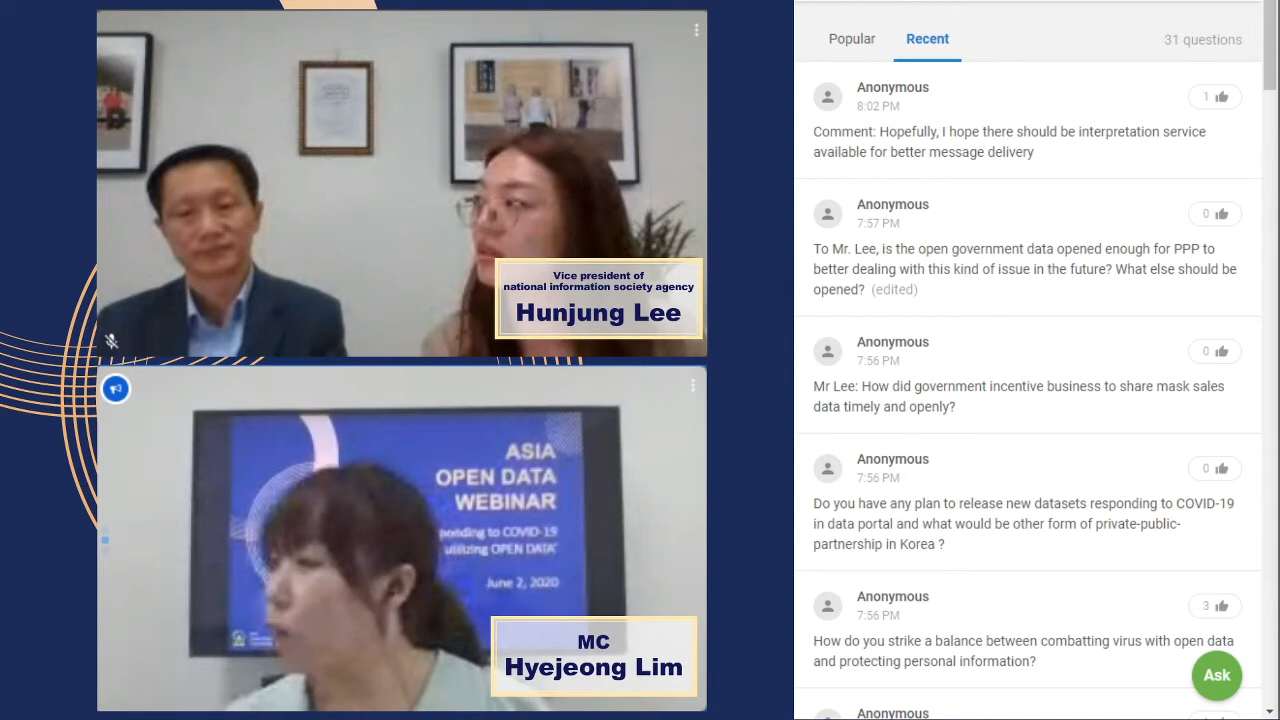 Vice president of
national information society agency
Hunjung Lee
ASIA
OPEN DATA
WEBINAR
ponding to COVID-19
utilizing OPEN DATA'
June 2, 2020
MC
Hyejeong Lim
Popular Recent 31 questions
Anonymous
8:02 PM
1
Comment: Hopefully, I hope there should be interpretation service
available for better message delivery
Anonymous
7:57 PM
0
To Mr. Lee, is the open government data opened enough for PPP to
better dealing with this kind of issue in the future? What else should be
opened? (edited)
Anonymous
7:56 PM
0
Mr Lee: How did government incentive business to share mask sales
data timely and openly?
Anonymous
7:56 PM
0
Do you have any plan to release new datasets responding to COVID-19
in data portal and what would be other form of private-public-
partnership in Korea ?
Anonymous
7:56 PM
3
How do you strike a balance between combatting virus with open data
and protecting personal information?
Ask
Anonymous